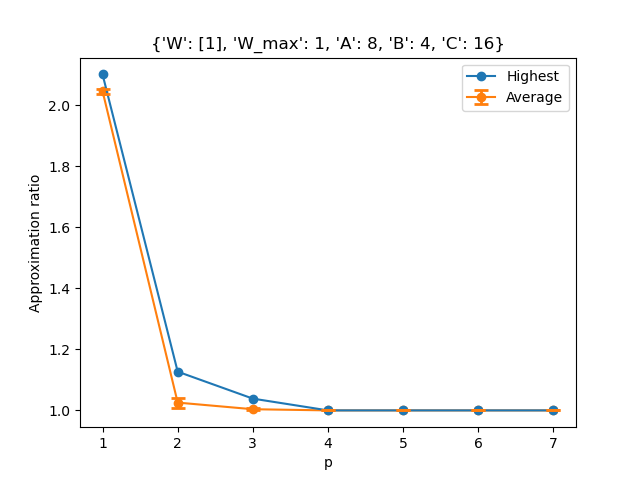 {'W': [1], 'W_max': 1, 'A': 8, 'B': 4, 'C': 16}
Highest
Average
Approximation ratio
2.0
1.8
1.6
1.4
1.2
1.0
1 2 3 4 5 6 7
p